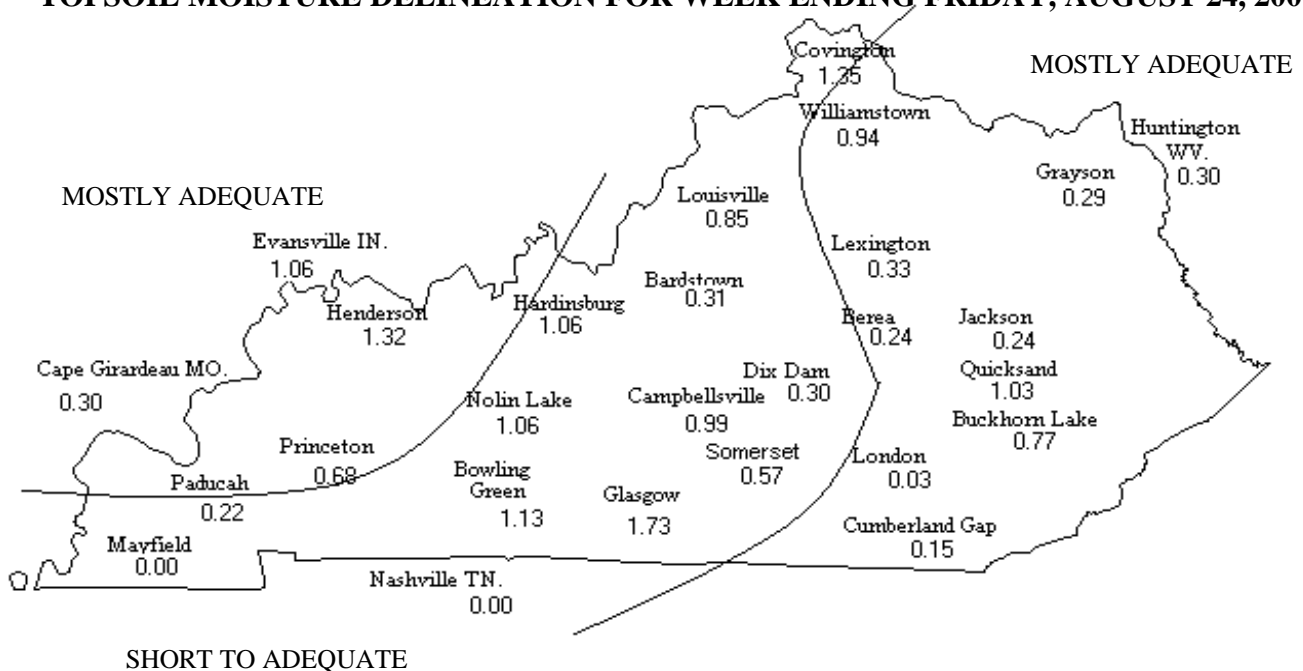 TOPSOIL MOISTURE DELINEATION FOR WEEK ENDING FRIDAY, AUGUST 24, 200
Covington
1.35
MOSTLY ADEQUATE
Williamstown
0.94
Huntington
WV.
0.30
Grayson
0.29
MOSTLY ADEQUATE
Louisville
0.85
Evansville IN.
1.06
Lexington
0.33
Bardstown
0.31
Henderson
1.32
Hardinsburg
1.06
Berea
0.24
Jackson
0.24
Cape Girardeau MO.
0.30
Dix Dam
0.30
Quicksand
1.03
Nolin Lake
1.06
Campbellsville
0.99
Buckhorn Lake
0.77
Princeton
0.68
Somerset
0.57
London
0.03
Paducah
0.22
Bowling
Green
1.13
Glasgow
1.73
Cumberland Gap
0.15
Mayfield
0.00
Nashville TN.
0.00
SHORT TO ADEQUATE